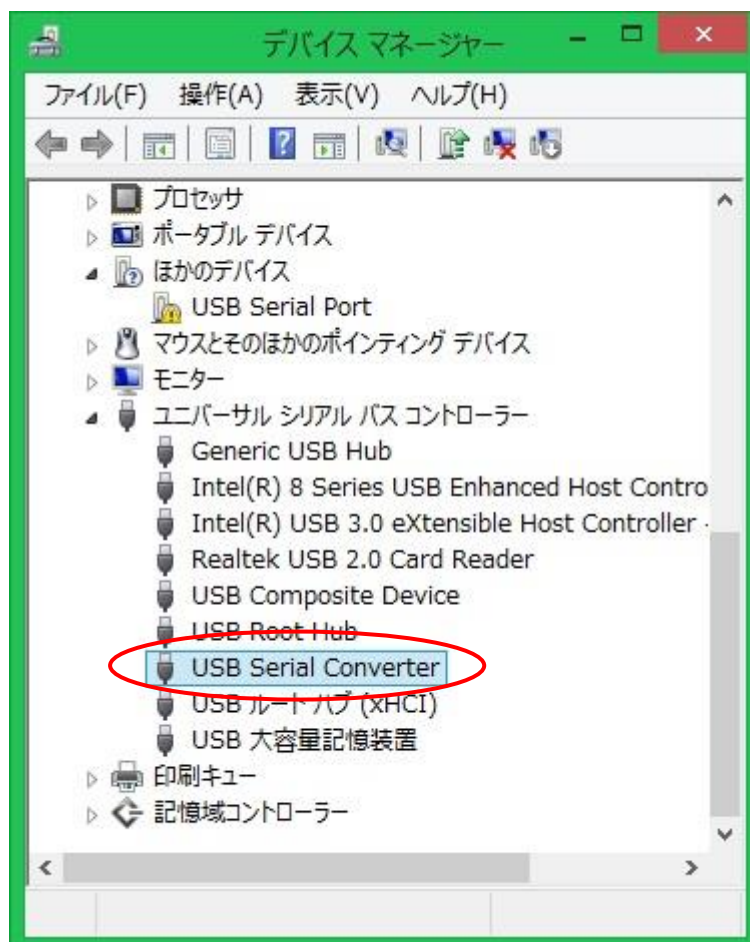 デバイス マネージャー
ファイル(F) 操作(A) 表示(V) ヘルプ(H)
プロセッサ
ポータブル デバイス
ほかのデバイス
USB Serial Port
マウスとそのほかのポインティング デバイス
モニター
ユニバーサル シリアル バス コントローラー
Generic USB Hub
Intel(R) 8 Series USB Enhanced Host Contro
Intel(R) USB 3.0 eXtensible Host Controller ·
Realtek USB 2.0 Card Reader
USB Composite Device
USB Root Hub
USB Serial Converter
USB ルート ハブ (xHCI)
USB 大容量記憶装置
印刷キュー
記憶域コントローラー